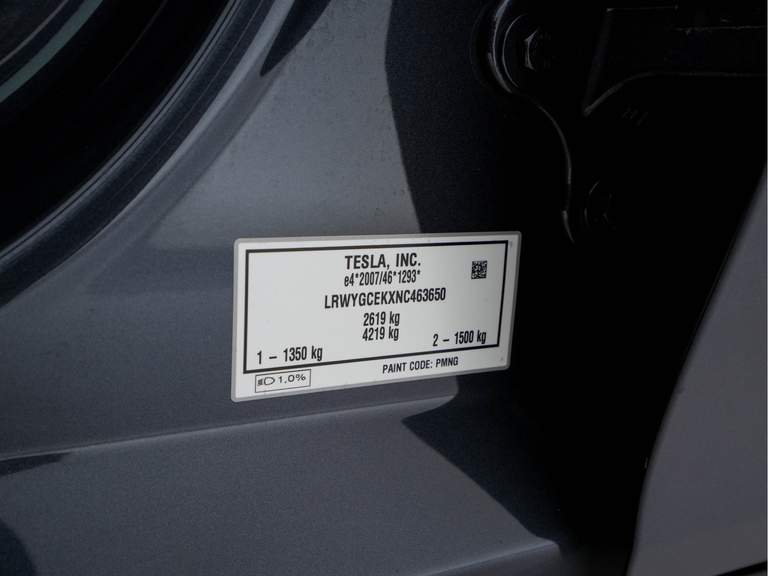 TESLA, INC.
e4*2007/46*1293*
LRWYGCEKXNC463650
2619 kg
4219 kg
1 - 1350 kg
2 - 1500 kg
1,0%
PAINT CODE: PMNG